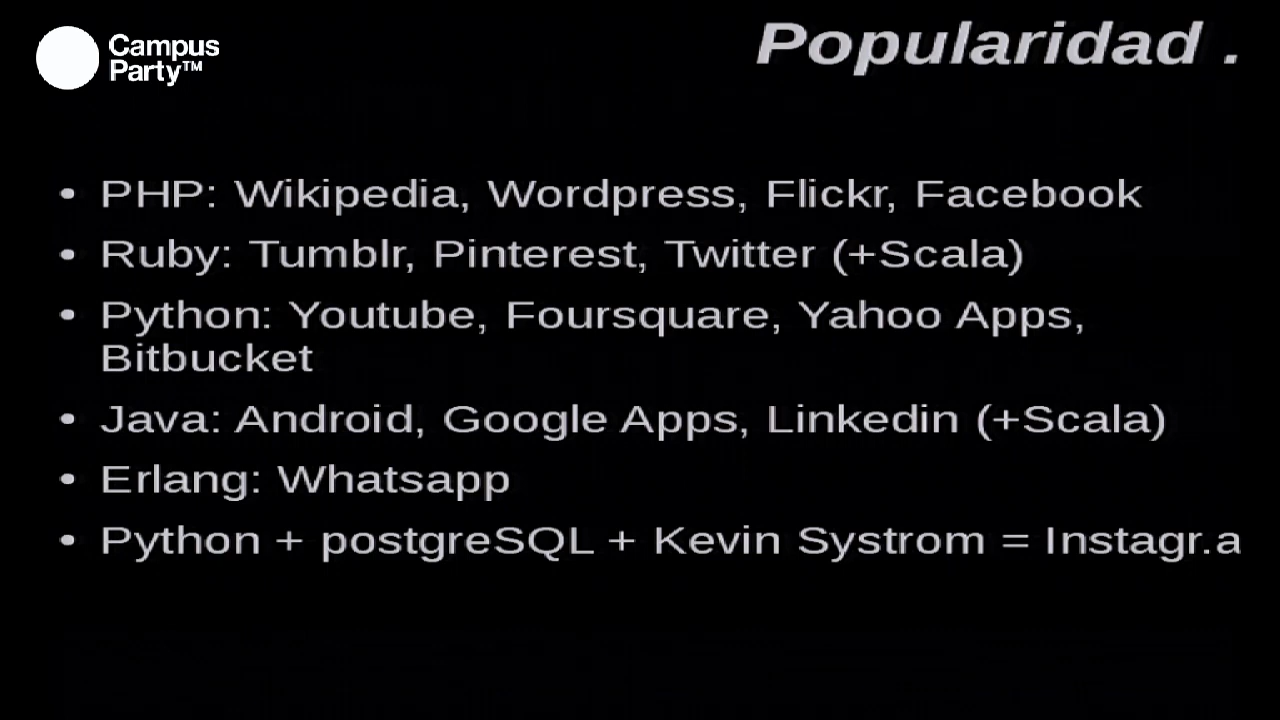 Campus
Party™
Popularidad .
• PHP: Wikipedia, Wordpress, Flickr, Facebook
• Ruby: Tumblr, Pinterest, Twitter (+Scala)
• Python: Youtube, Foursquare, Yahoo Apps,
Bitbucket
• Java: Android, Google Apps, Linkedin (+Scala)
• Erlang: Whatsapp
• Python + postgreSQL + Kevin Systrom = Instagr.a